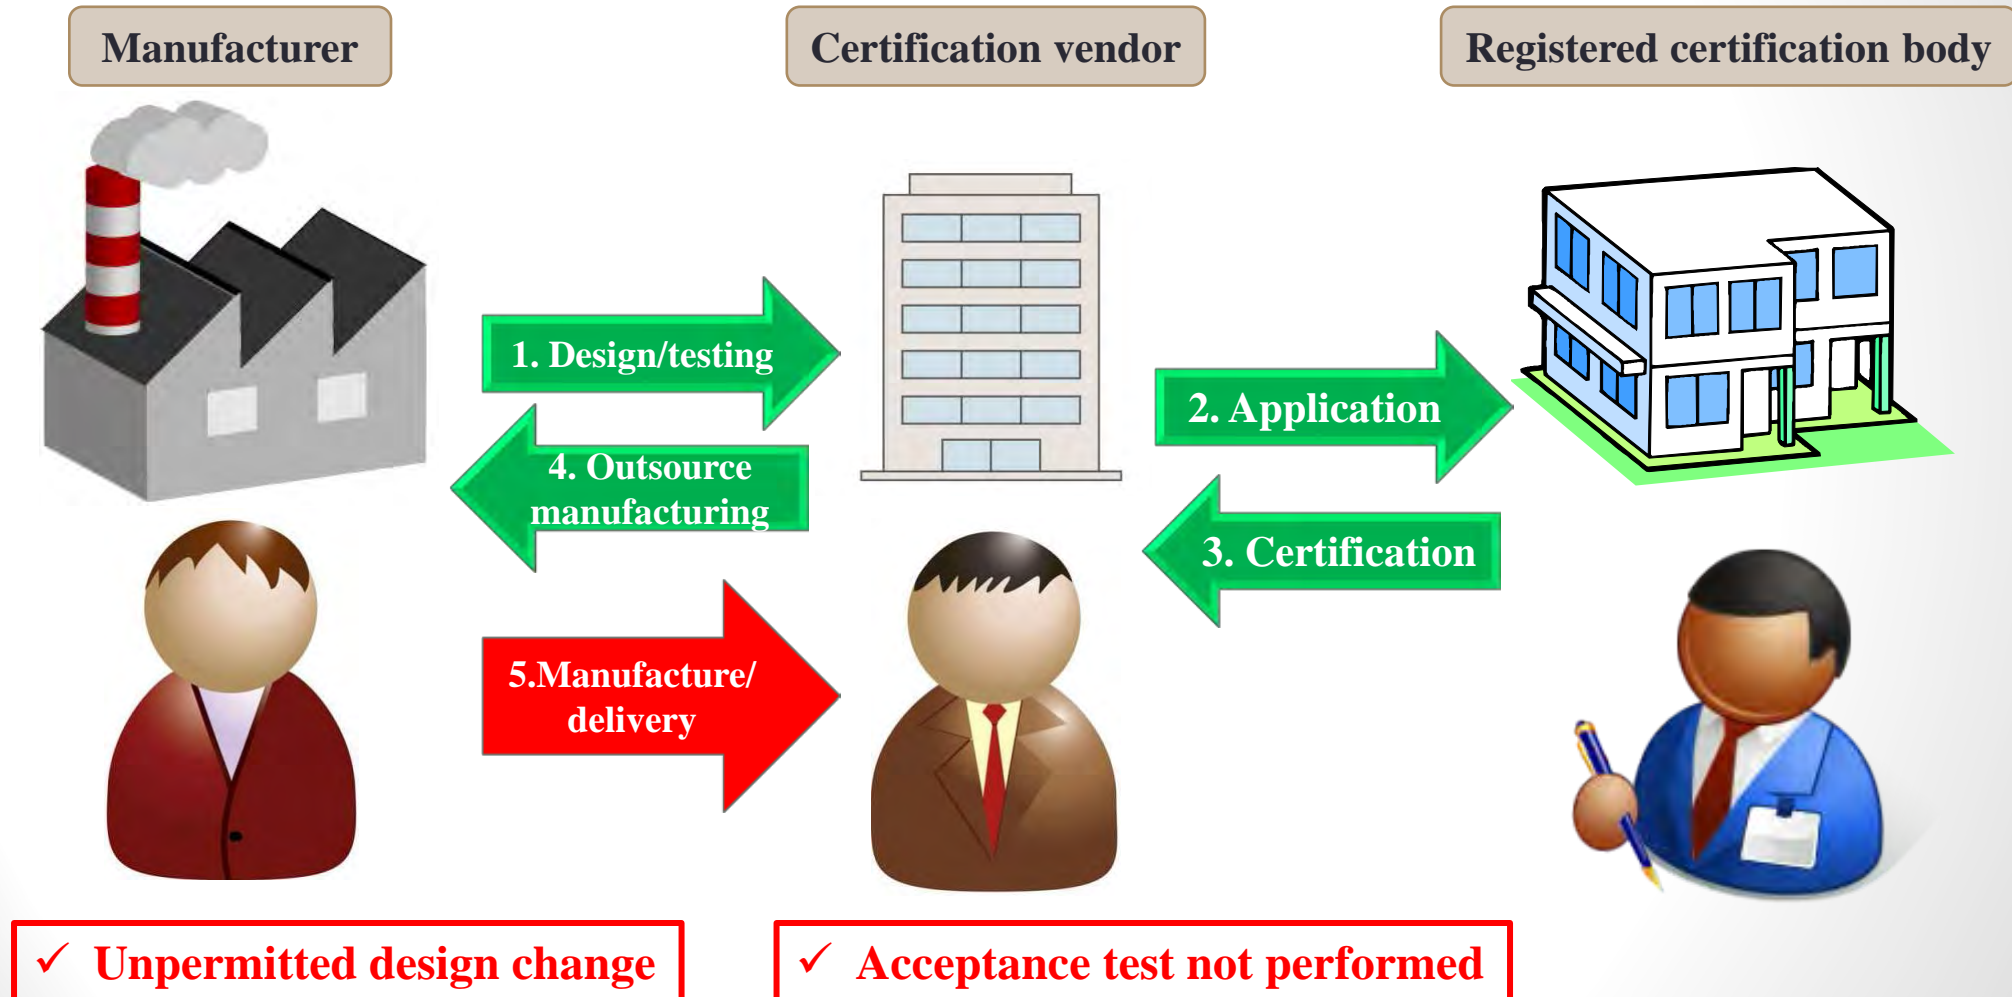 Manufacturer
Certification vendor
Registered certification body
1. Design/testing
2. Application
4. Outsource
manufacturing
3. Certification
5.Manufacture/
delivery
✓ Unpermitted design change
✓ Acceptance test not performed